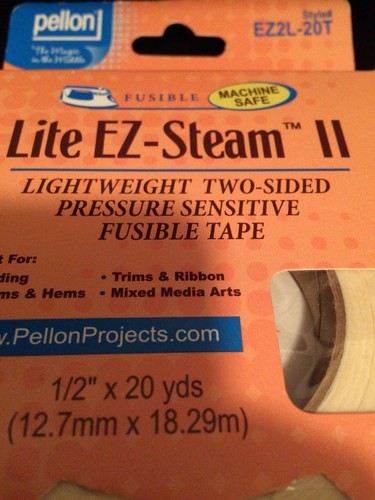 pellon
"The Magic
in the Middle"
Style#
EZ2L-20T
FUSIBLE
MACHINE
SAFE
Lite EZ-Steam™ II
LIGHTWEIGHT TWO-SIDED
PRESSURE SENSITIVE
FUSIBLE TAPE
For:
• Trims & Ribbon
& Hems • Mixed Media Arts
.PellonProjects.com
1/2" x 20 yds
(12.7mm x 18.29m)